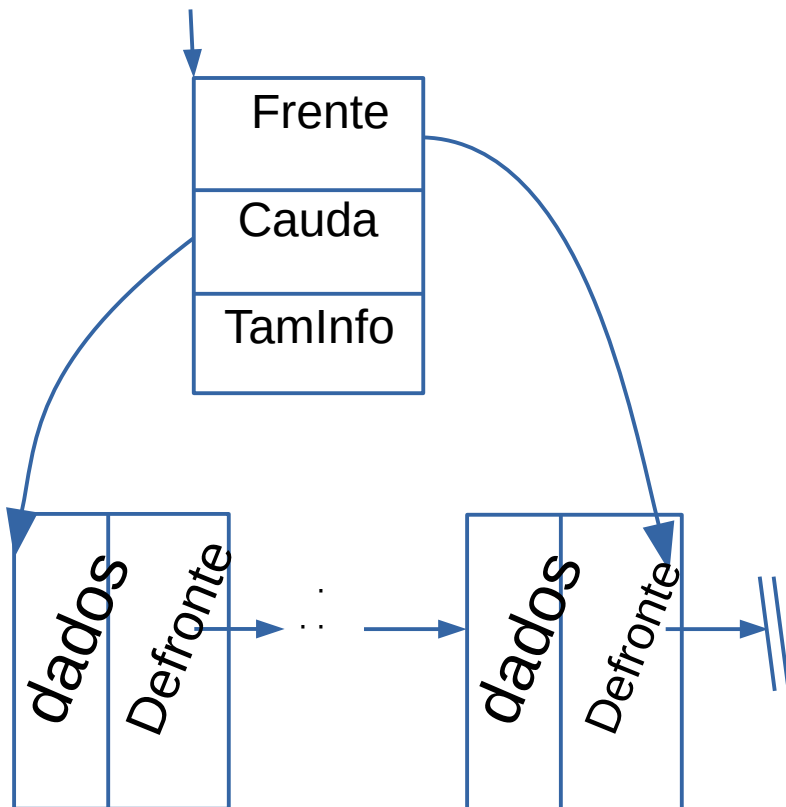 Frente
Cauda
TamInfo
dados
Defronte
. . .
dados
Defronte